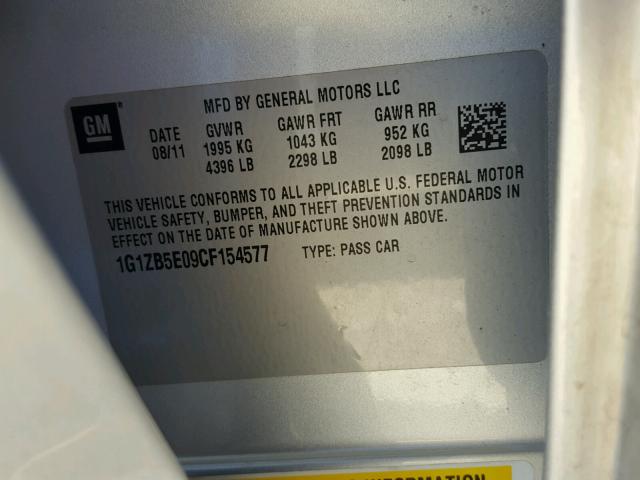 GM
MFD BY GENERAL MOTORS LLC
DATE GVWR GAWR FRT GAWR RR
08/11 1995 KG 1043 KG 952 KG
4396 LB 2298 LB 2098 LB
THIS VEHICLE CONFORMS TO ALL APPLICABLE U.S. FEDERAL MOTOR
VEHICLE SAFETY, BUMPER, AND THEFT PREVENTION STANDARDS IN
EFFECT ON THE DATE OF MANUFACTURE SHOWN ABOVE.
1G1ZB5E09CF154577 TYPE: PASS CAR
INFORMATION